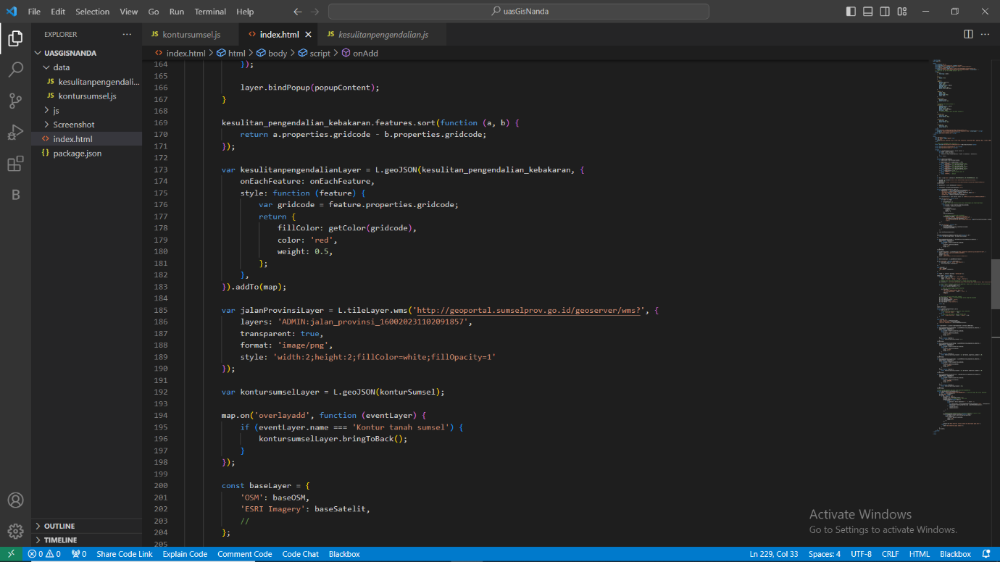 File Edit Selection View Go Run Terminal Help
uasGisNanda
EXPLORER
JS kontursumsel.js
<> index.html
JS kesulitanpengendalian.js
<> index.html > html > body > script > onAdd
UASGISNANDA
data
JS kesulitanpengendali...
JS kontursumsel.js
js
Screenshot
<> index.html
{} package.json
B
OUTLINE
TIMELINE
164 });
165
166 layer.bindPopup(popupContent);
167 }
168
169 kesulitan_pengendalian_kebakaran.features.sort(function (a, b) {
170 return a.properties.gridcode - b.properties.gridcode;
171 });
172
173 var kesulitanpengendalianLayer = L.geoJSON(kesulitan_pengendalian_kebakaran, {
174 onEachFeature: onEachFeature,
175 style: function (feature) {
176 var gridcode = feature.properties.gridcode;
177 return {
178 fillColor: getColor(gridcode),
179 color: 'red',
180 weight: 0.5,
181 };
182 },
183 }).addTo(map);
184
185 var jalanProvinsiLayer = L.tileLayer.wms('http://geoportal.sumselprov.go.id/geoserver/wms?', {
186 layers: 'ADMIN:jalan_provinsi_160020231102091857',
187 transparent: true,
188 format: 'image/png',
189 style: 'width:2;height:2;fillColor=white;fillOpacity=1'
190 });
191
192 var kontursumselLayer = L.geoJSON(konturSumsel);
193
194 map.on('overlayadd', function (eventLayer) {
195 if (eventLayer.name === 'Kontur tanah sumsel') {
196 kontursumselLayer.bringToBack();
197 }
198 });
199
200 const baseLayer = {
201 'OSM': baseOSM,
202 'ESRI Imagery': baseSatelit,
203 //
204 };
205
Activate Windows
Go to Settings to activate Windows.
0 0 0 Share Code Link Explain Code Comment Code Code Chat Blackbox Ln 229, Col 33 Spaces: 4 UTF-8 CRLF HTML Blackbox